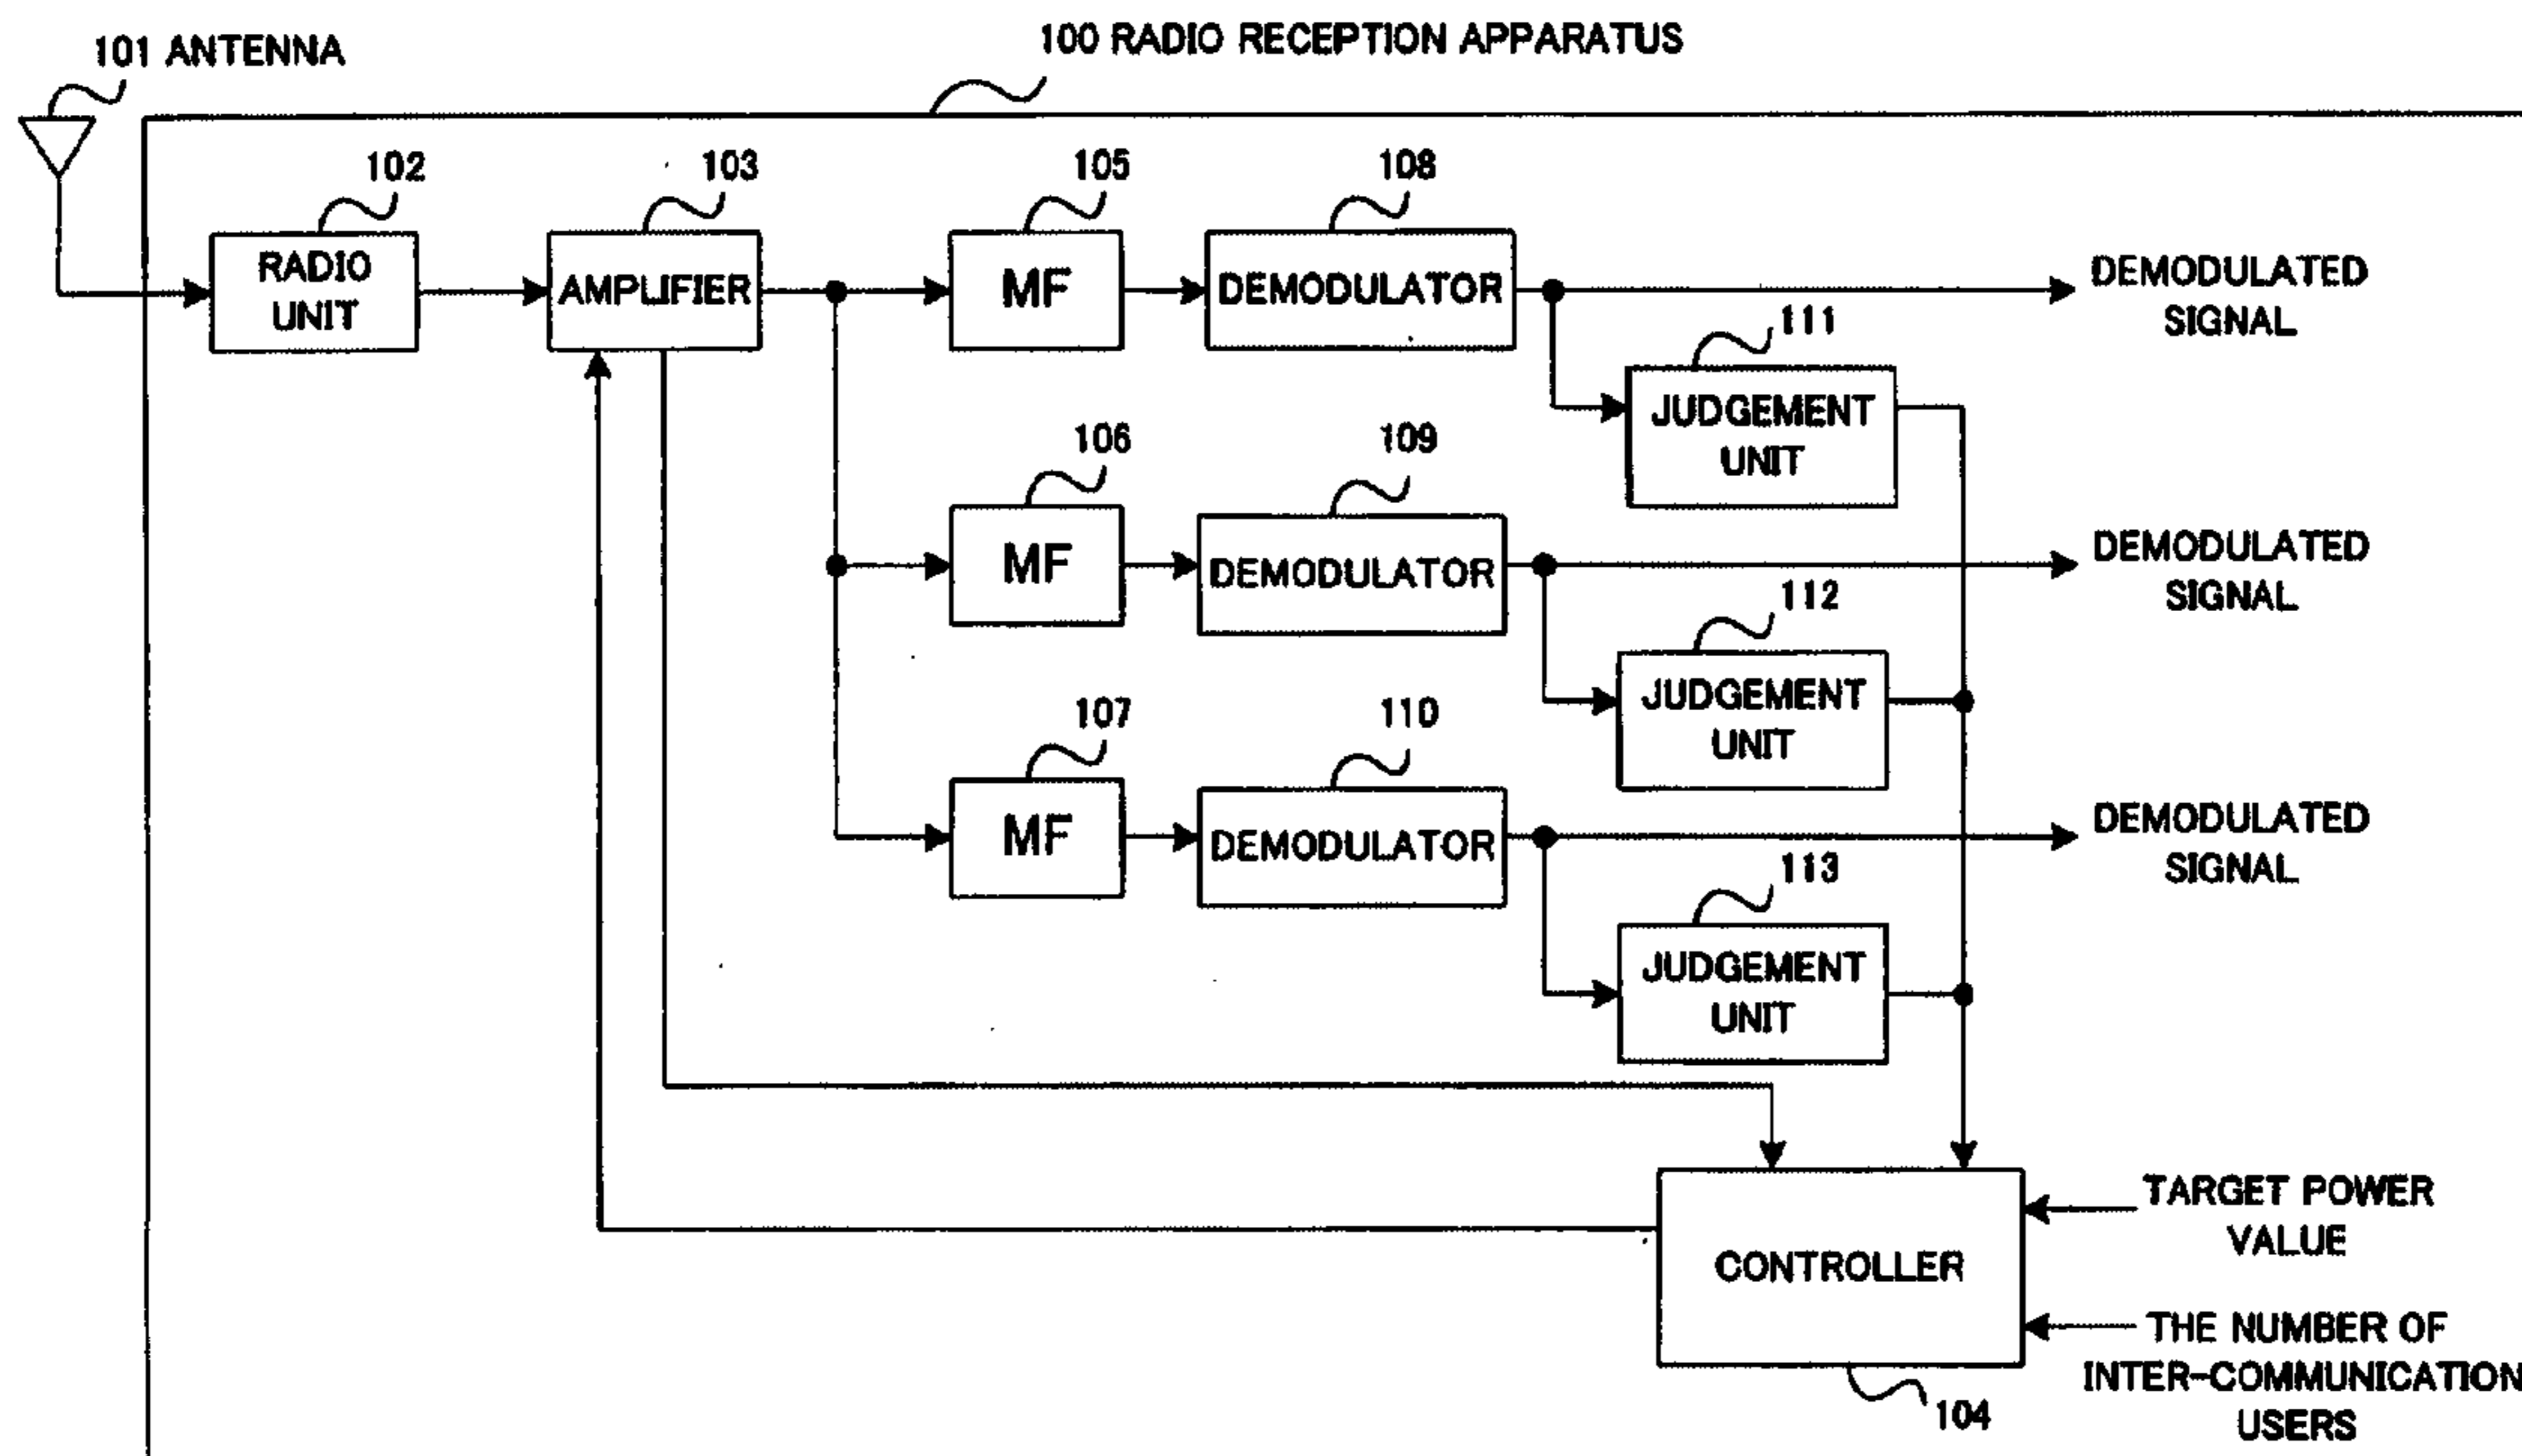 101 ANTENNA
100 RADIO RECEPTION APPARATUS
102
103
105
108
RADIO
UNIT
AMPLIFIER
MF
DEMODULATOR
DEMODULATED
SIGNAL
111
JUDGEMENT
UNIT
106
109
MF
DEMODULATOR
DEMODULATED
SIGNAL
112
JUDGEMENT
UNIT
107
110
MF
DEMODULATOR
DEMODULATED
SIGNAL
113
JUDGEMENT
UNIT
CONTROLLER
TARGET POWER
VALUE
THE NUMBER OF
INTER-COMMUNICATION
USERS
104